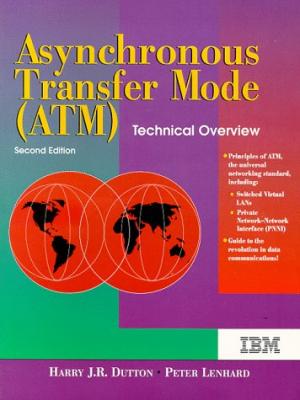 Asynchronous
Transfer Mode
(ATM)
Technical Overview
Second Edition
• Principles of ATM,
the universal
networking standard,
including:
• Switched Virtual
LANs
• Private
Network–Network
Interface (PNNI)
• Guide to the
revolution in data
communications!
IBM
HARRY J.R. DUTTON • PETER LENHARD